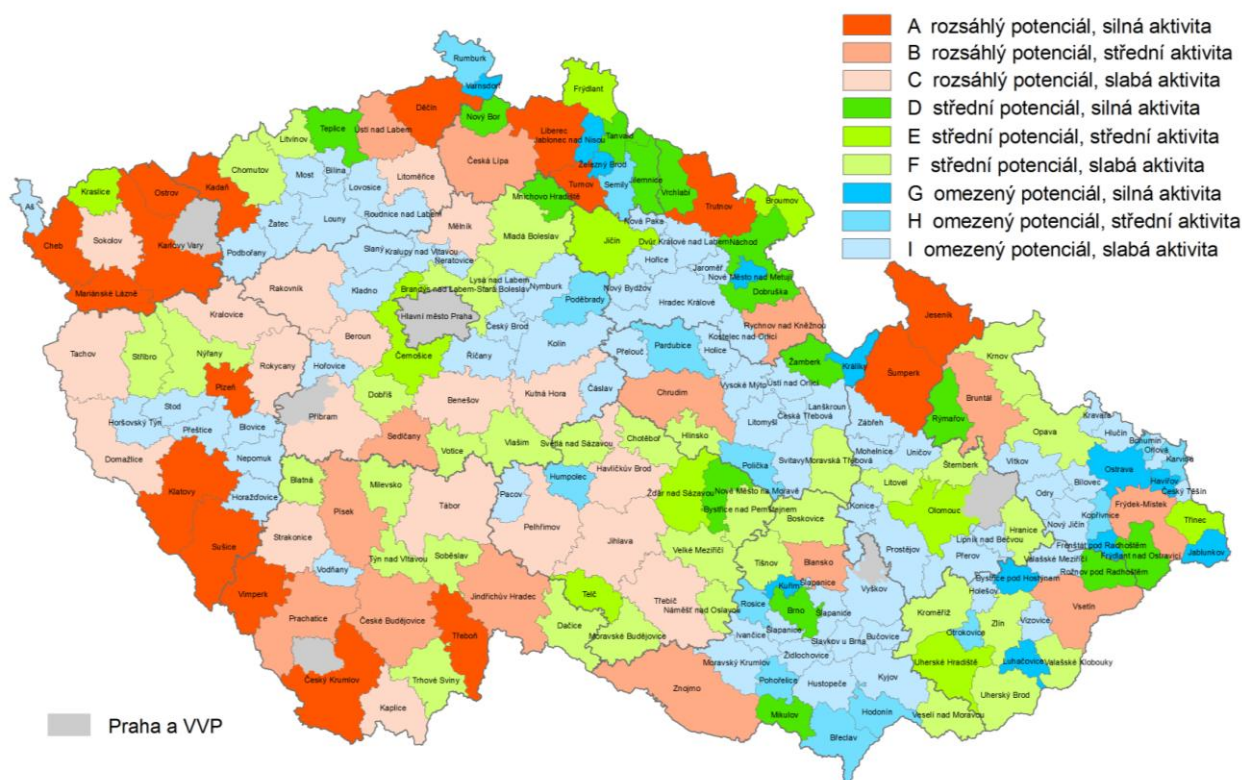 A rozsáhlý potenciál, silná aktivita
B rozsáhlý potenciál, střední aktivita
C rozsáhlý potenciál, slabá aktivita
D střední potenciál, silná aktivita
E střední potenciál, střední aktivita
F střední potenciál, slabá aktivita
G omezený potenciál, silná aktivita
H omezený potenciál, střední aktivita
I omezený potenciál, slabá aktivita
Rumburk
Varnsdorf
Frýdlant
Děčín
Nový Bor
Liberec
Jablonec nad Nisou
Tanvald
Litvínov
Teplice
Ústí nad Labem
Česká Lípa
Železný Brod
Jilemnice
Vrchlabí
Trutnov
Chomutov
Most
Bílina
Litoměřice
Turnov
Semily
Kraslice
Ostrov
Kadaň
Lovosice
Mnichovo Hradiště
Broumov
Aš
Cheb
Sokolov
Karlovy Vary
Žatec
Louny
Roudnice nad Labem
Mělník
Mladá Boleslav
Jičín
Nová Paka
Dvůr Králové nad Labem
Náchod
Podbořany
Slaný
Kralupy nad Vltavou
Neratovice
Hořice
Jaroměř
Nové Město nad Metují
Mariánské Lázně
Rakovník
Kladno
Brandýs nad Labem-Stará Boleslav
Lysá nad Labem
Nymburk
Poděbrady
Nový Bydžov
Hradec Králové
Dobruška
Kralovice
Hlavní město Praha
Rychnov nad Kněžnou
Kostelec nad Orlicí
Jeseník
Tachov
Stříbro
Nýřany
Beroun
Český Brod
Kolín
Přelouč
Pardubice
Holice
Žamberk
Králíky
Šumperk
Krnov
Plzeň
Rokycany
Hořovice
Černošice
Říčany
Dobříš
Příbram
Benešov
Kutná Hora
Čáslav
Chrudim
Vysoké Mýto
Ústí nad Orlicí
Lanškroun
Česká Třebová
Litomyšl
Zábřeh
Rýmařov
Bruntál
Opava
Kravaře
Hlučín
Bohumín
Orlová
Karviná
Stod
Horšovský Týn
Přeštice
Blovice
Nepomuk
Sedlčany
Votice
Vlašim
Světlá nad Sázavou
Chotěboř
Hlinsko
Polička
Svitavy
Moravská Třebová
Mohelnice
Uničov
Šternberk
Vítkov
Ostrava
Havířov
Český Těšín
Domažlice
Klatovy
Horažďovice
Blatná
Milevsko
Písek
Tábor
Pacov
Humpolec
Havlíčkův Brod
Žďár nad Sázavou
Nové Město na Moravě
Bystřice nad Pernštejnem
Boskovice
Konice
Litovel
Olomouc
Odry
Bílovec
Nový Jičín
Kopřivnice
Frýdek-Místek
Třinec
Jablunkov
Sušice
Strakonice
Týn nad Vltavou
Soběslav
Pelhřimov
Jihlava
Velké Meziříčí
Tišnov
Blansko
Prostějov
Přerov
Lipník nad Bečvou
Hranice
Valašské Meziříčí
Frenštát pod Radhoštěm
Frýdlant nad Ostravicí
Rožnov pod Radhoštěm
Vimperk
Vodňany
Prachatice
České Budějovice
Jindřichův Hradec
Třeboň
Telč
Dačice
Třebíč
Náměšť nad Oslavou
Moravské Budějovice
Kuřim
Šlapanice
Brno
Rosice
Šlapanice
Vyškov
Bystřice pod Hostýnem
Holešov
Vsetín
Kroměříž
Otrokovice
Zlín
Vizovice
Český Krumlov
Trhové Sviny
Kaplice
Ivančice
Šlapanice
Židlochovice
Slavkov u Brna
Bučovice
Moravský Krumlov
Pohořelice
Hustopeče
Kyjov
Uherské Hradiště
Luhačovice
Valašské Klobouky
Uherský Brod
Znojmo
Mikulov
Břeclav
Hodonín
Veselí nad Moravou
Praha a VVP